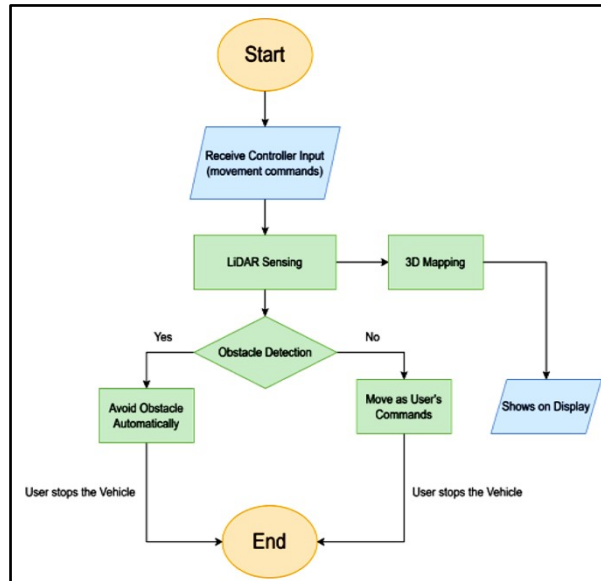 Start
Receive Controller Input
(movement commands)
LiDAR Sensing
3D Mapping
Yes
Obstacle Detection
No
Avoid Obstacle
Automatically
Move as User's
Commands
Shows on Display
User stops the Vehicle
User stops the Vehicle
End